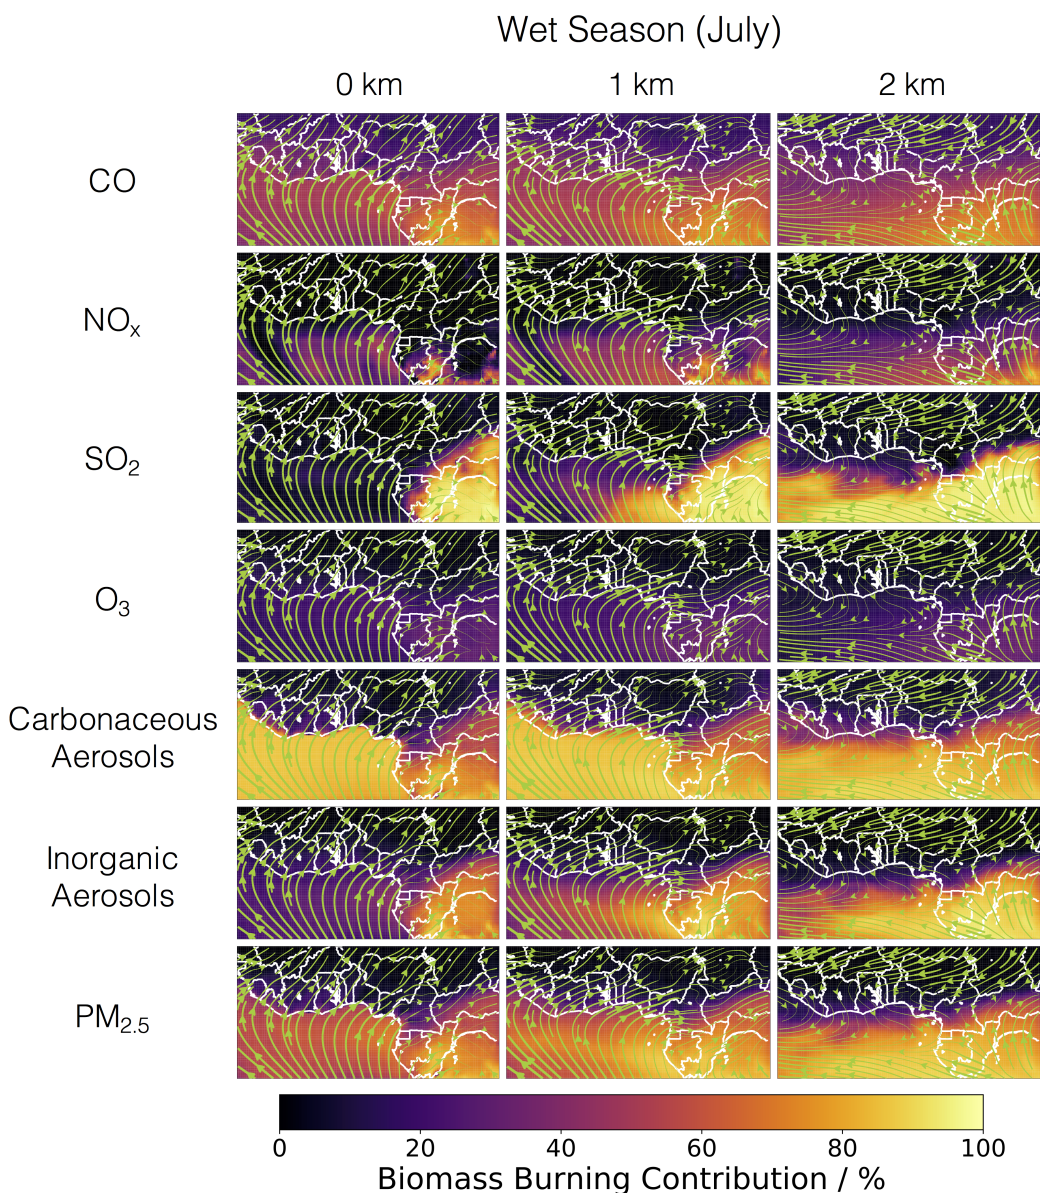 Wet Season (July)
0 km 1 km 2 km
CO
NOₓ
SO₂
O₃
Carbonaceous
Aerosols
Inorganic
Aerosols
PM₂.₅
0 20 40 60 80 100
Biomass Burning Contribution / %